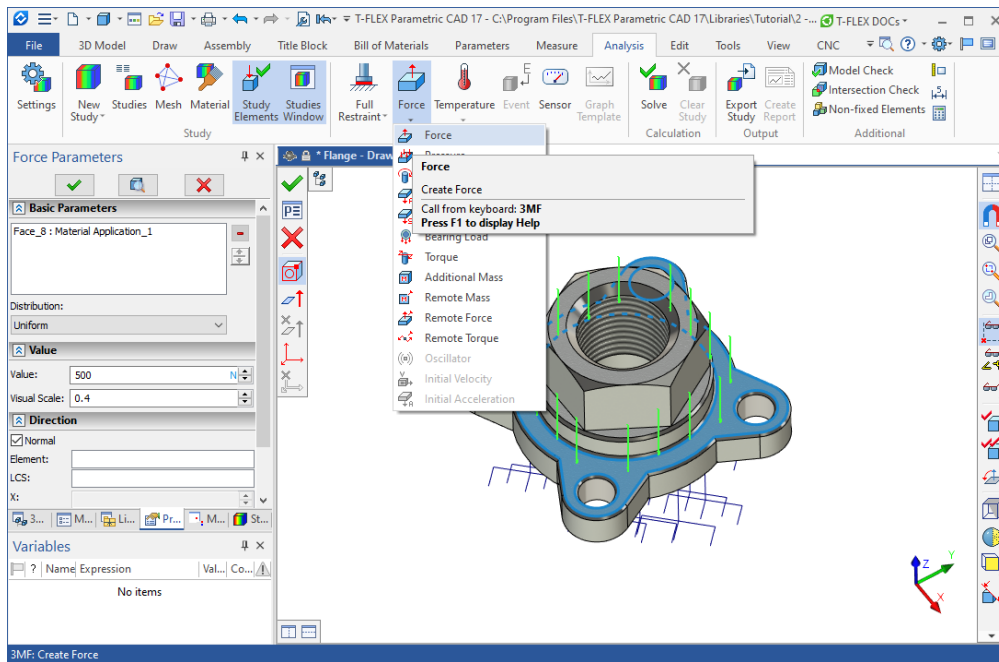 T-FLEX Parametric CAD 17 - C:\Program Files\T-FLEX Parametric CAD 17\Libraries\Tutorial\2 -...
T-FLEX DOCs
File 3D Model Draw Assembly Title Block Bill of Materials Parameters Measure Analysis Edit Tools View CNC
Settings
New Study
Studies
Mesh
Material
Study Elements
Studies Window
Full Restraint
Force
Temperature
Event
Sensor
Graph Template
Solve
Clear Study
Export Study
Create Report
Model Check
Intersection Check
Non-fixed Elements
Study
Calculation
Output
Additional
Force Parameters
* Flange - Draw
Basic Parameters
Face_8 : Material Application_1
Distribution:
Uniform
Value
Value: 500 N
Visual Scale: 0.4
Direction
Normal
Element:
LCS:
X:
3... M... Li... Pr... M... St...
Variables
? Name Expression Val... Co...
No items
Force
Force
Create Force
Call from keyboard: 3MF
Press F1 to display Help
Bearing Load
Torque
Additional Mass
Remote Mass
Remote Force
Remote Torque
Oscillator
Initial Velocity
Initial Acceleration
Z
Y
X
3MF: Create Force